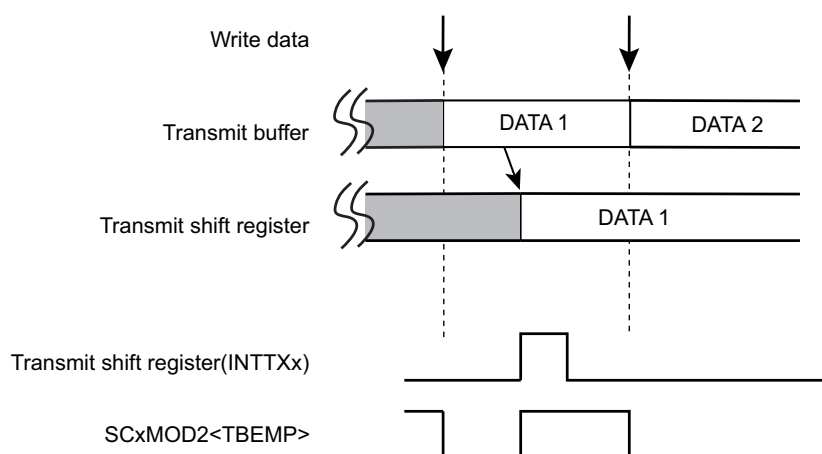 Write data
Transmit buffer
DATA 1
DATA 2
Transmit shift register
DATA 1
Transmit shift register(INTTXx)
SCxMOD2<TBEMP>